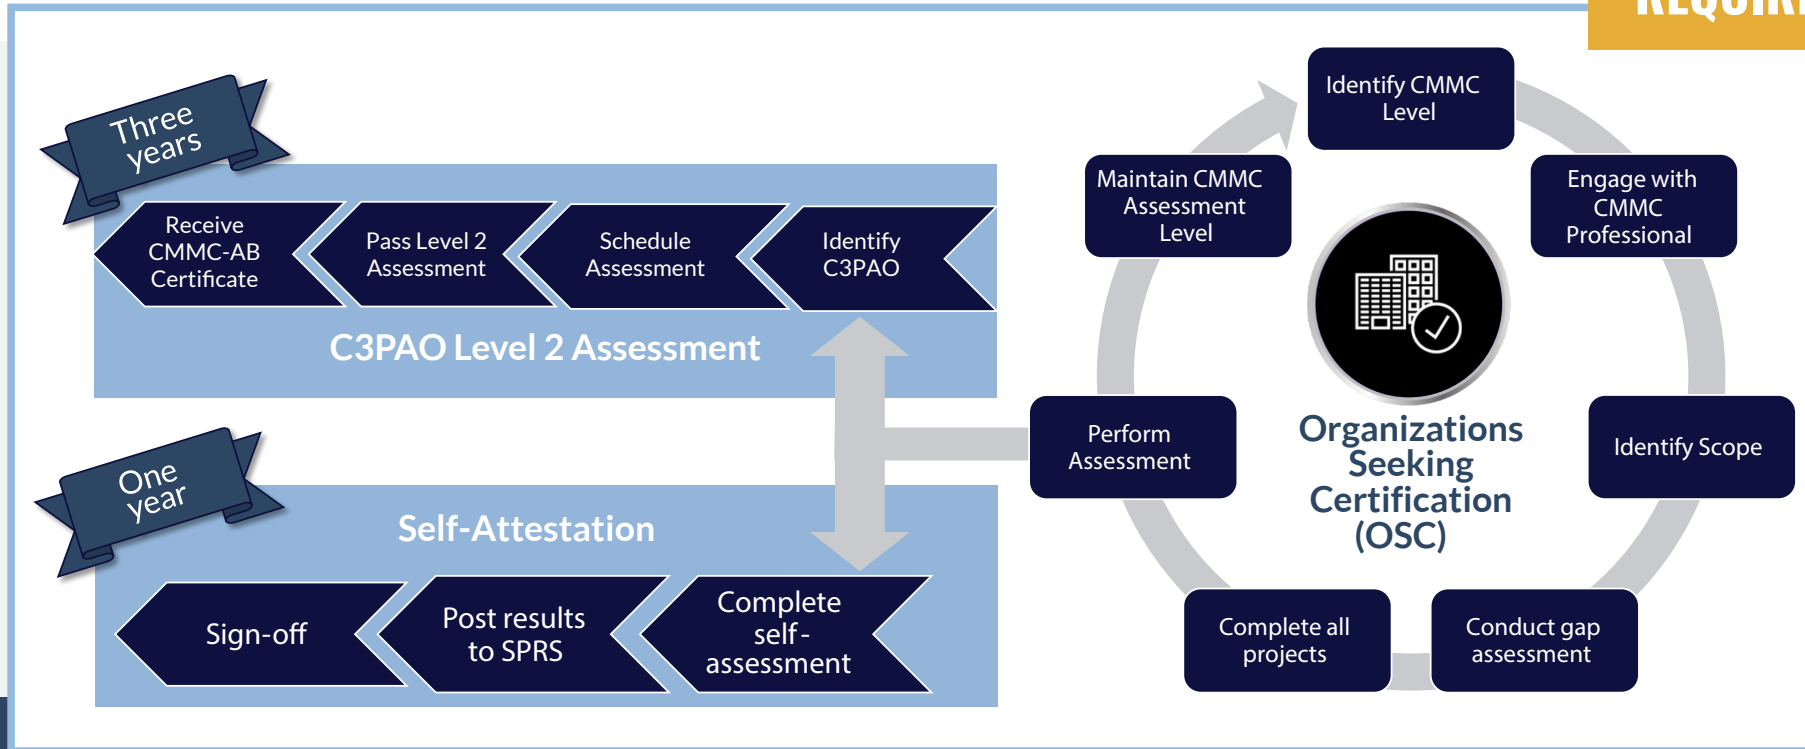 Three
years
Receive
CMMC-AB
Certificate
Pass Level 2
Assessment
Schedule
Assessment
Identify
C3PAO
C3PAO Level 2 Assessment
One
year
Self-Attestation
Sign-off
Post results
to SPRS
Complete
self-
assessment
Identify CMMC
Level
Engage with
CMMC
Professional
Identify Scope
Conduct gap
assessment
Complete all
projects
Perform
Assessment
Maintain CMMC
Assessment
Level
Organizations
Seeking
Certification
(OSC)